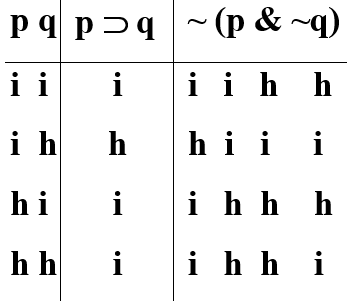 p q p ⊃ q ~ (p & ~q)
i i i i i h h
i h h h i i i
h i i i h h h
h h i i h h i